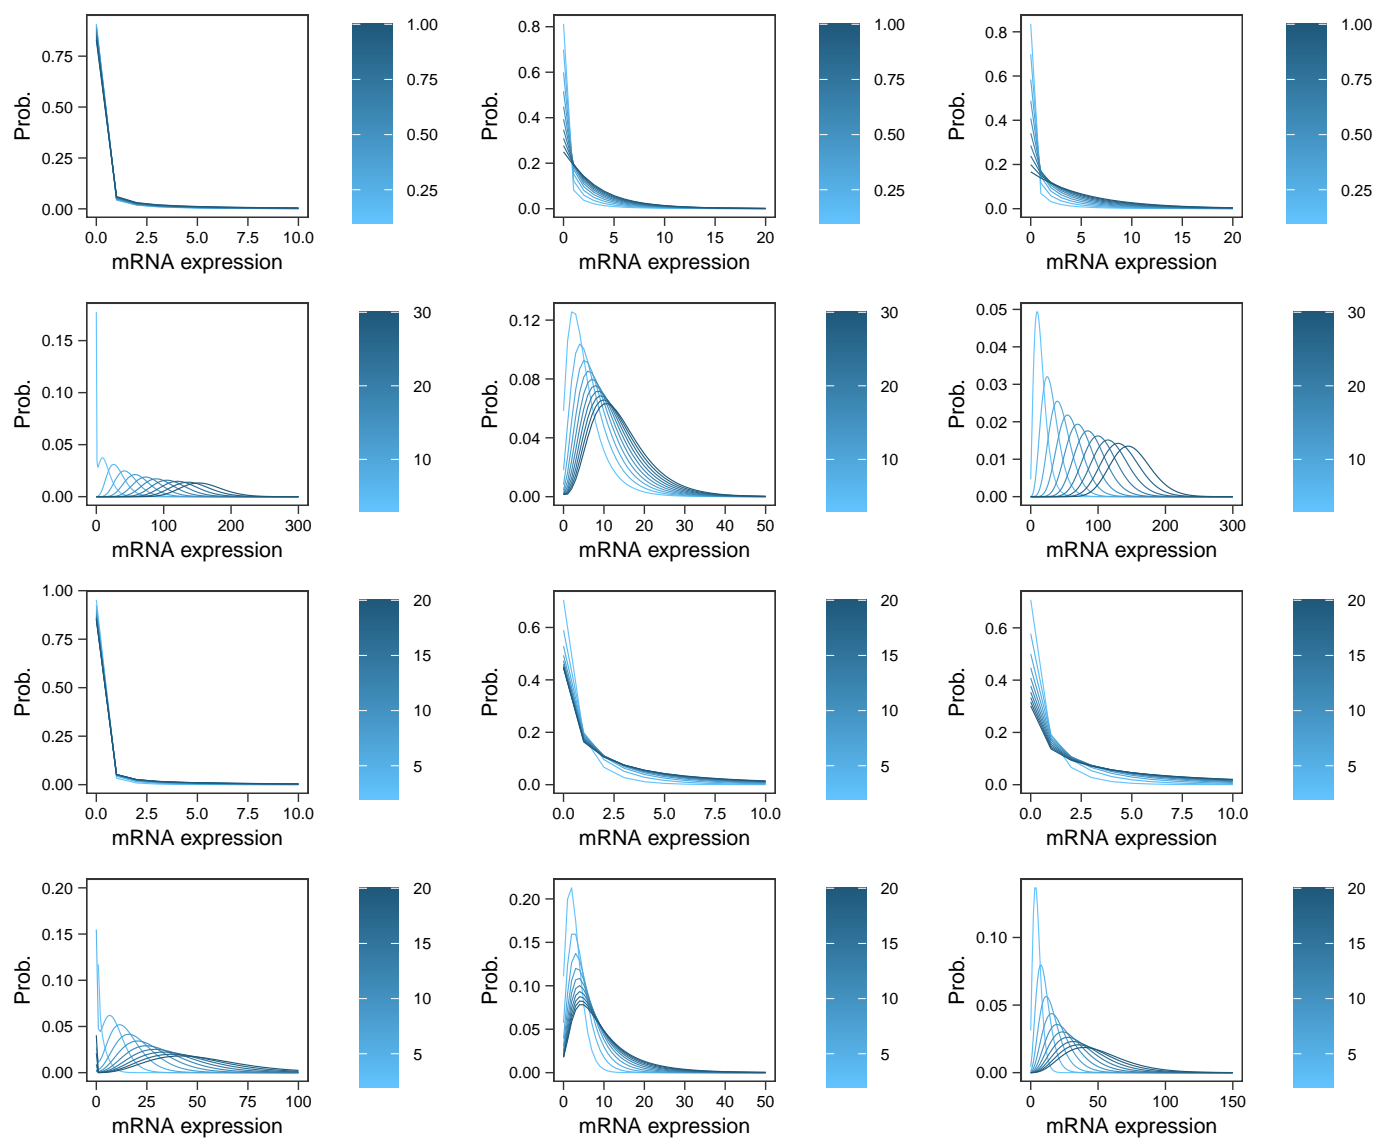 0.00 0.25 0.50 0.75
Prob.
0.0 2.5 5.0 7.5 10.0
mRNA expression
1.00 0.75 0.50 0.25
0.0 0.2 0.4 0.6 0.8
Prob.
0 5 10 15 20
mRNA expression
1.00 0.75 0.50 0.25
0.0 0.2 0.4 0.6 0.8
Prob.
0 5 10 15 20
mRNA expression
1.00 0.75 0.50 0.25
0.00 0.05 0.10 0.15
Prob.
0 100 200 300
mRNA expression
30 20 10
0.00 0.04 0.08 0.12
Prob.
0 10 20 30 40 50
mRNA expression
30 20 10
0.00 0.01 0.02 0.03 0.04 0.05
Prob.
0 100 200 300
mRNA expression
30 20 10
0.00 0.25 0.50 0.75 1.00
Prob.
0.0 2.5 5.0 7.5 10.0
mRNA expression
20 15 10 5
0.0 0.2 0.4 0.6
Prob.
0.0 2.5 5.0 7.5 10.0
mRNA expression
20 15 10 5
0.0 0.2 0.4 0.6
Prob.
0.0 2.5 5.0 7.5 10.0
mRNA expression
20 15 10 5
0.00 0.05 0.10 0.15 0.20
Prob.
0 25 50 75 100
mRNA expression
20 15 10 5
0.00 0.05 0.10 0.15 0.20
Prob.
0 10 20 30 40 50
mRNA expression
20 15 10 5
0.00 0.05 0.10
Prob.
0 50 100 150
mRNA expression
20 15 10 5